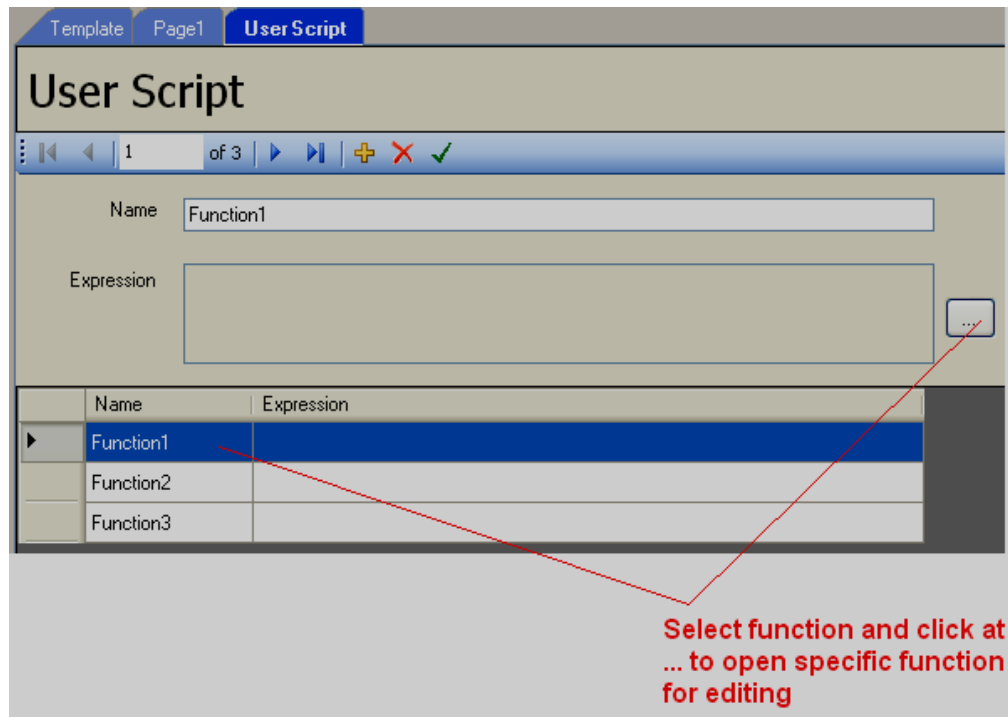 Template Page1 User Script
User Script
1 of 3
Name Function1
Expression
...
Name Expression
Function1
Function2
Function3
Select function and click at
... to open specific function
for editing